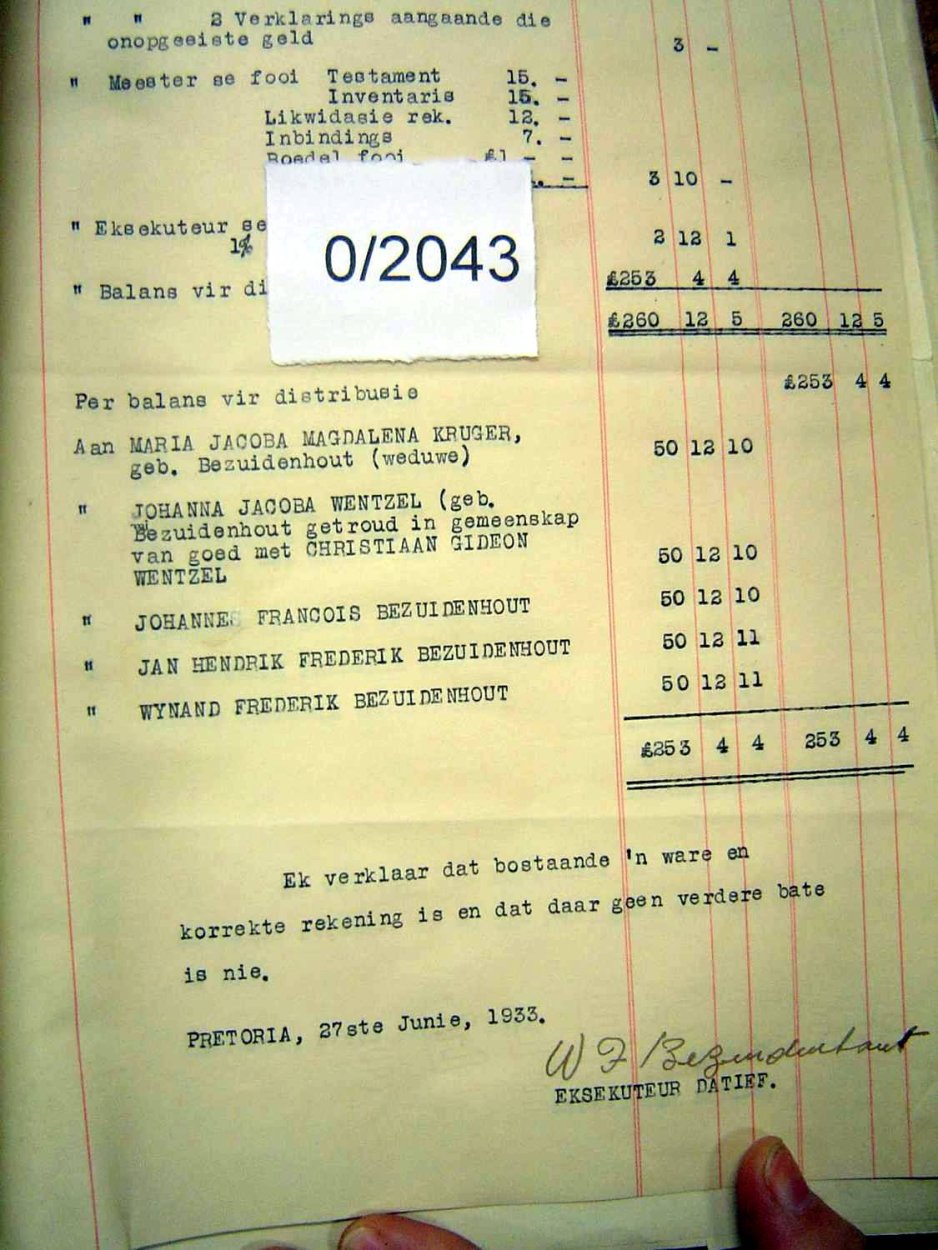 " " 2 Verklarings aangaande die
onopgeeiste geld 3 -
" Meester se fooi Testament 15. -
Inventaris 15. -
Likwidasie rek. 12. -
Inbindings 7. -
Boedel fooi £1 - -
. - 3 10 -
" Eksekuteur se
1% 2 12 1
" Balans vir di £253 4 4
0/2043
£260 12 5 260 12 5
Per balans vir distribusie £253 4 4
Aan MARIA JACOBA MAGDALENA KRUGER,
geb. Bezuidenhout (weduwe) 50 12 10
" JOHANNA JACOBA WENTZEL (geb.
Bezuidenhout getroud in gemeenskap
van goed met CHRISTIAAN GIDEON
WENTZEL 50 12 10
" JOHANNES FRANCOIS BEZUIDENHOUT 50 12 10
" JAN HENDRIK FREDERIK BEZUIDENHOUT 50 12 11
" WYNAND FREDERIK BEZUIDENHOUT 50 12 11
£253 4 4 253 4 4
Ek verklaar dat bostaande 'n ware en
korrekte rekening is en dat daar geen verdere bate
is nie.
PRETORIA, 27ste Junie, 1933.
W F Bezuidenhout
EKSEKUTEUR DATIEF.